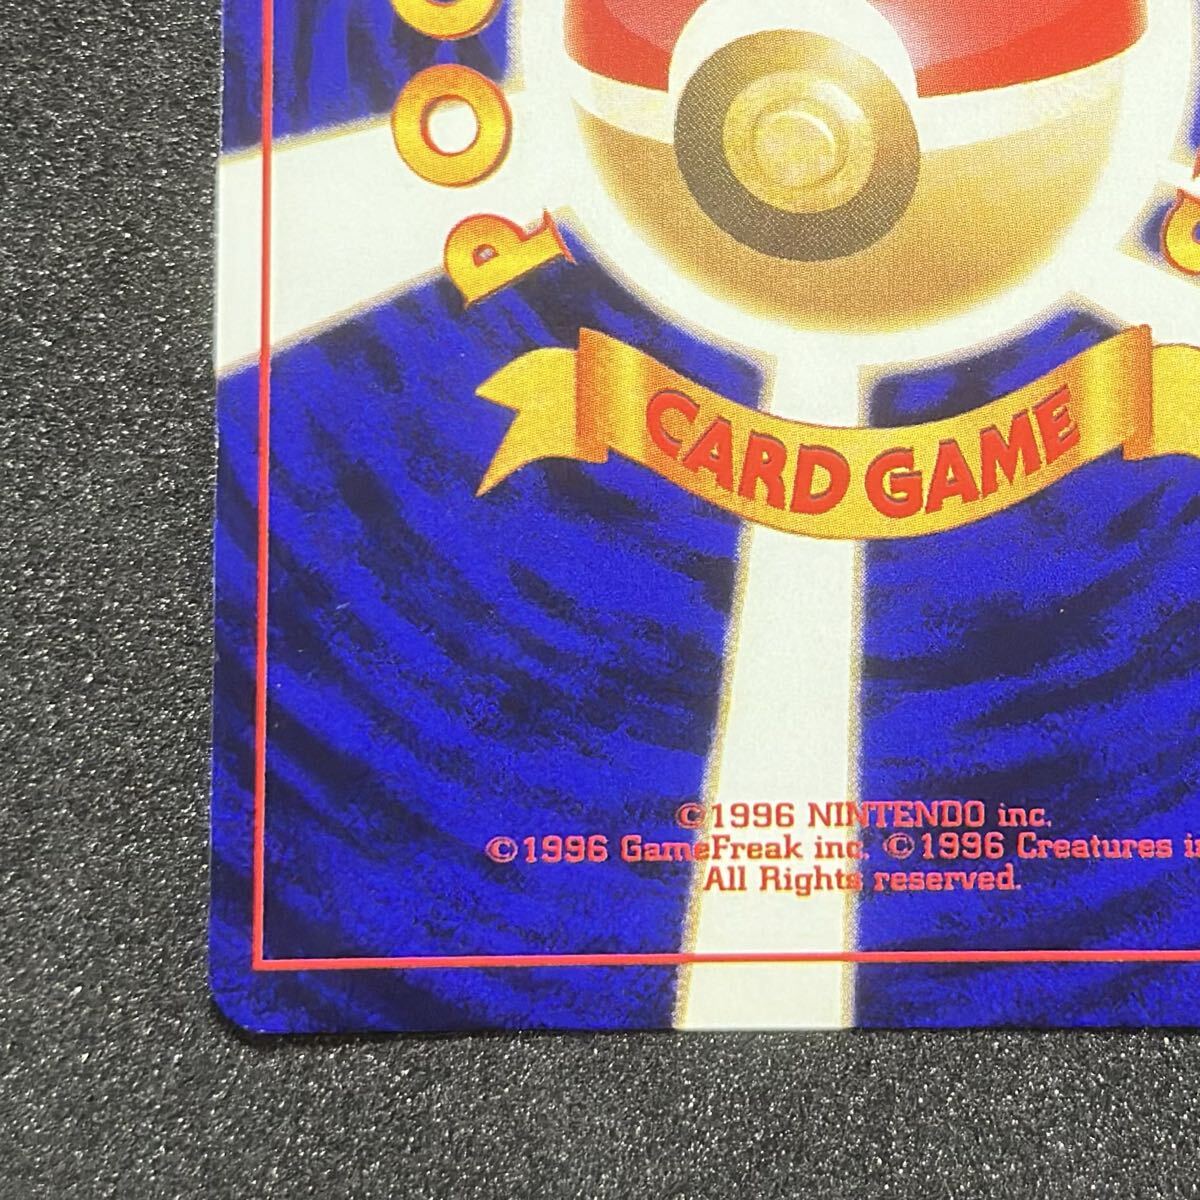 CARD GAME
©1996 NINTENDO inc.
©1996 GameFreak inc. ©1996 Creatures
All Rights reserved.